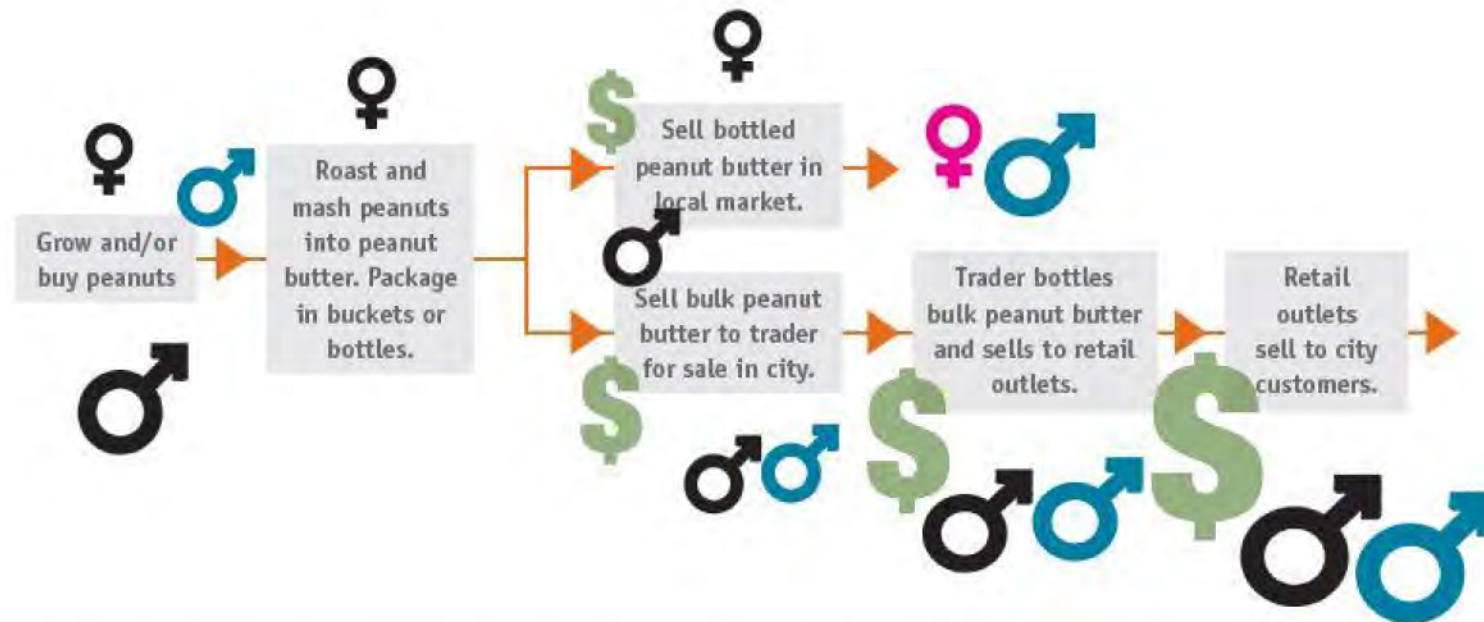 Grow and/or
buy peanuts
Roast and
mash peanuts
into peanut
butter. Package
in buckets or
bottles.
$
Sell bottled
peanut butter in
local market.
Sell bulk peanut
butter to trader
for sale in city.
$
Trader bottles
bulk peanut butter
and sells to retail
outlets.
$
Retail
outlets
sell to city
customers.
$